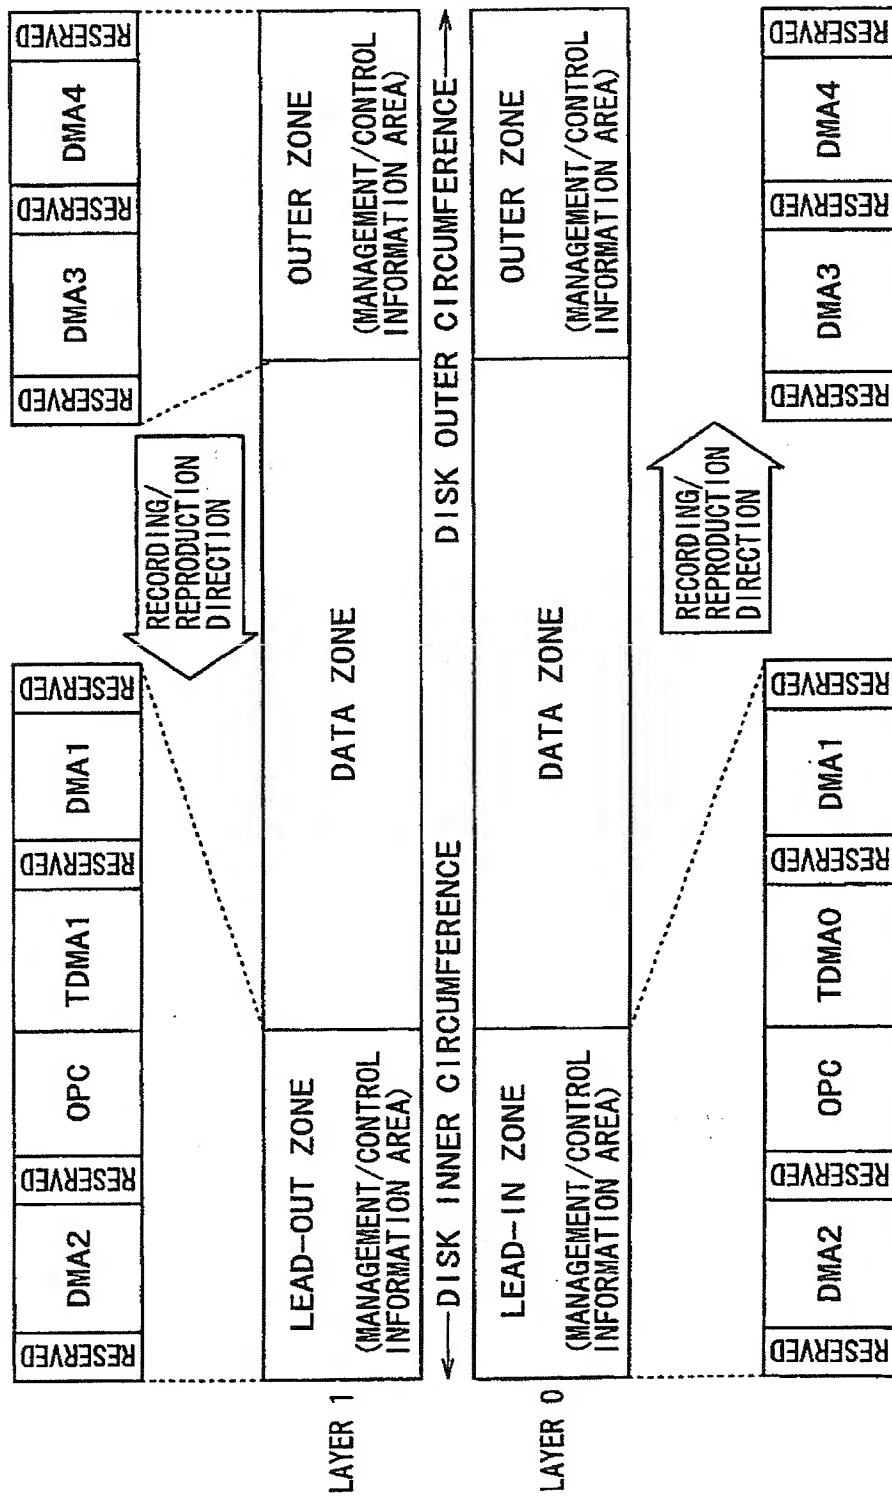 RESERVED
DMA2
RESERVED
OPC
TDMA1
RESERVED
DMA1
RESERVED
RESERVED
DMA3
RESERVED
DMA4
RESERVED
RECORDING/
REPRODUCTION
DIRECTION
LAYER 1
LEAD-OUT ZONE
(MANAGEMENT/CONTROL
INFORMATION AREA)
DATA ZONE
OUTER ZONE
(MANAGEMENT/CONTROL
INFORMATION AREA)
DISK INNER CIRCUMFERENCE
DISK OUTER CIRCUMFERENCE
LAYER 0
LEAD-IN ZONE
(MANAGEMENT/CONTROL
INFORMATION AREA)
DATA ZONE
OUTER ZONE
(MANAGEMENT/CONTROL
INFORMATION AREA)
RECORDING/
REPRODUCTION
DIRECTION
RESERVED
DMA2
RESERVED
OPC
TDMA0
RESERVED
DMA1
RESERVED
RESERVED
DMA3
RESERVED
DMA4
RESERVED